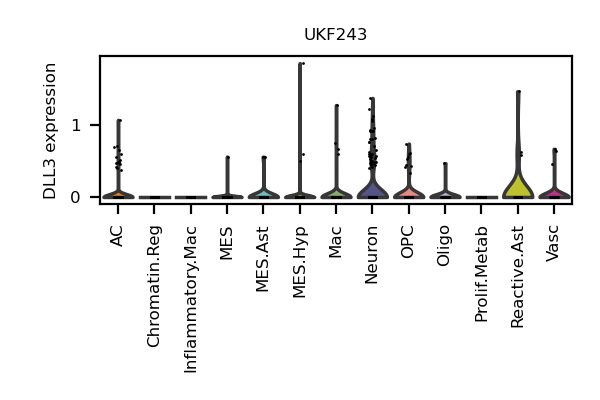 UKF243
DLL3 expression
1
0
AC
Chromatin.Reg
Inflammatory.Mac
MES
MES.Ast
MES.Hyp
Mac
Neuron
OPC
Oligo
Prolif.Metab
Reactive.Ast
Vasc